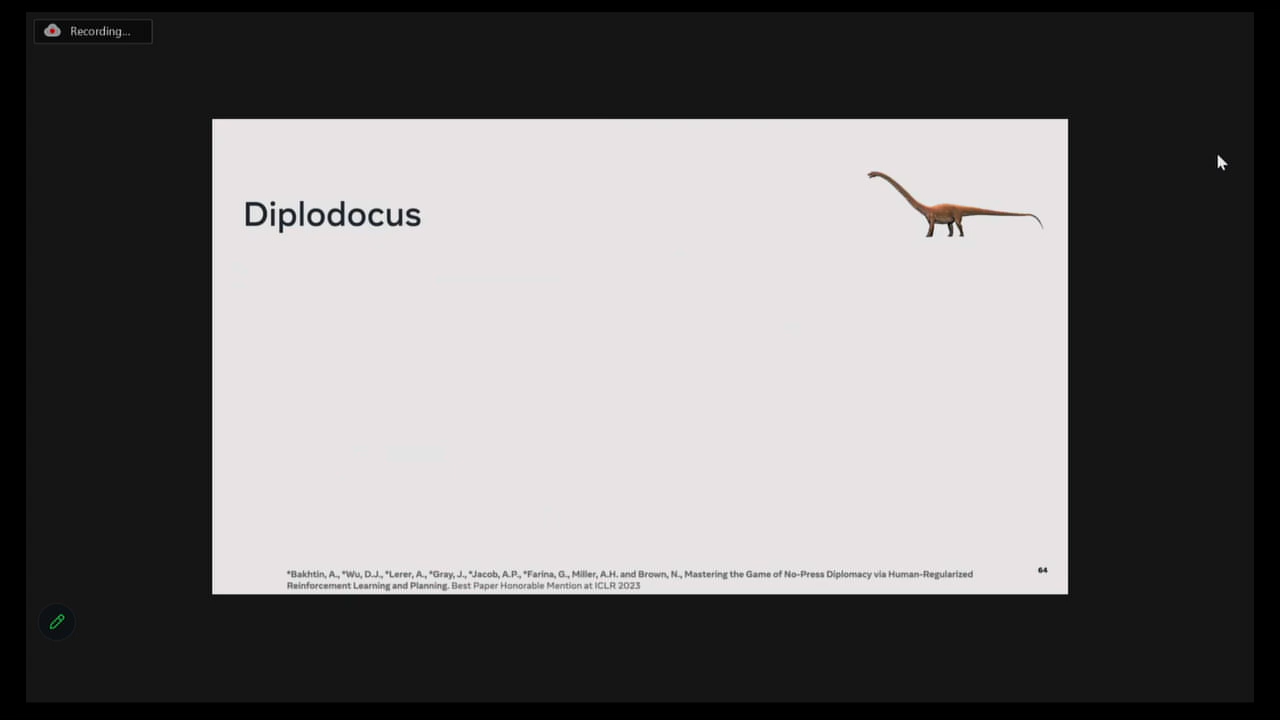 Recording...
Diplodocus
*Bakhtin, A., *Wu, D.J., *Lerer, A., *Gray, J., *Jacob, A.P., *Farina, G., Miller, A.H. and Brown, N., Mastering the Game of No-Press Diplomacy via Human-Regularized
Reinforcement Learning and Planning. Best Paper Honorable Mention at ICLR 2023
64